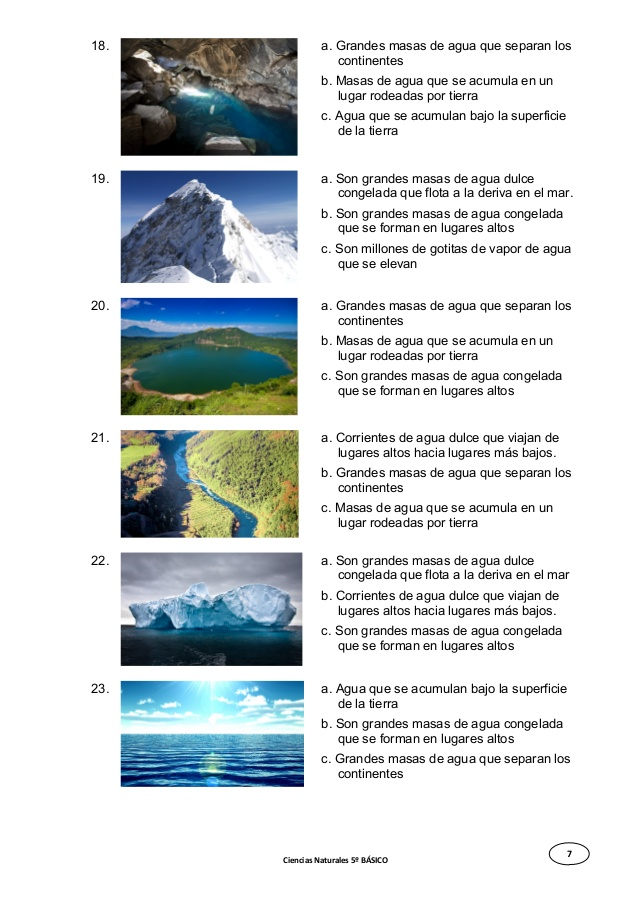 18.
a. Grandes masas de agua que separan los
continentes
b. Masas de agua que se acumula en un
lugar rodeadas por tierra
c. Agua que se acumulan bajo la superficie
de la tierra
19.
a. Son grandes masas de agua dulce
congelada que flota a la deriva en el mar.
b. Son grandes masas de agua congelada
que se forman en lugares altos
c. Son millones de gotitas de vapor de agua
que se elevan
20.
a. Grandes masas de agua que separan los
continentes
b. Masas de agua que se acumula en un
lugar rodeadas por tierra
c. Son grandes masas de agua congelada
que se forman en lugares altos
21.
a. Corrientes de agua dulce que viajan de
lugares altos hacia lugares más bajos.
b. Grandes masas de agua que separan los
continentes
c. Masas de agua que se acumula en un
lugar rodeadas por tierra
22.
a. Son grandes masas de agua dulce
congelada que flota a la deriva en el mar
b. Corrientes de agua dulce que viajan de
lugares altos hacia lugares más bajos.
c. Son grandes masas de agua congelada
que se forman en lugares altos
23.
a. Agua que se acumulan bajo la superficie
de la tierra
b. Son grandes masas de agua congelada
que se forman en lugares altos
c. Grandes masas de agua que separan los
continentes
Ciencias Naturales 5º BÁSICO
7